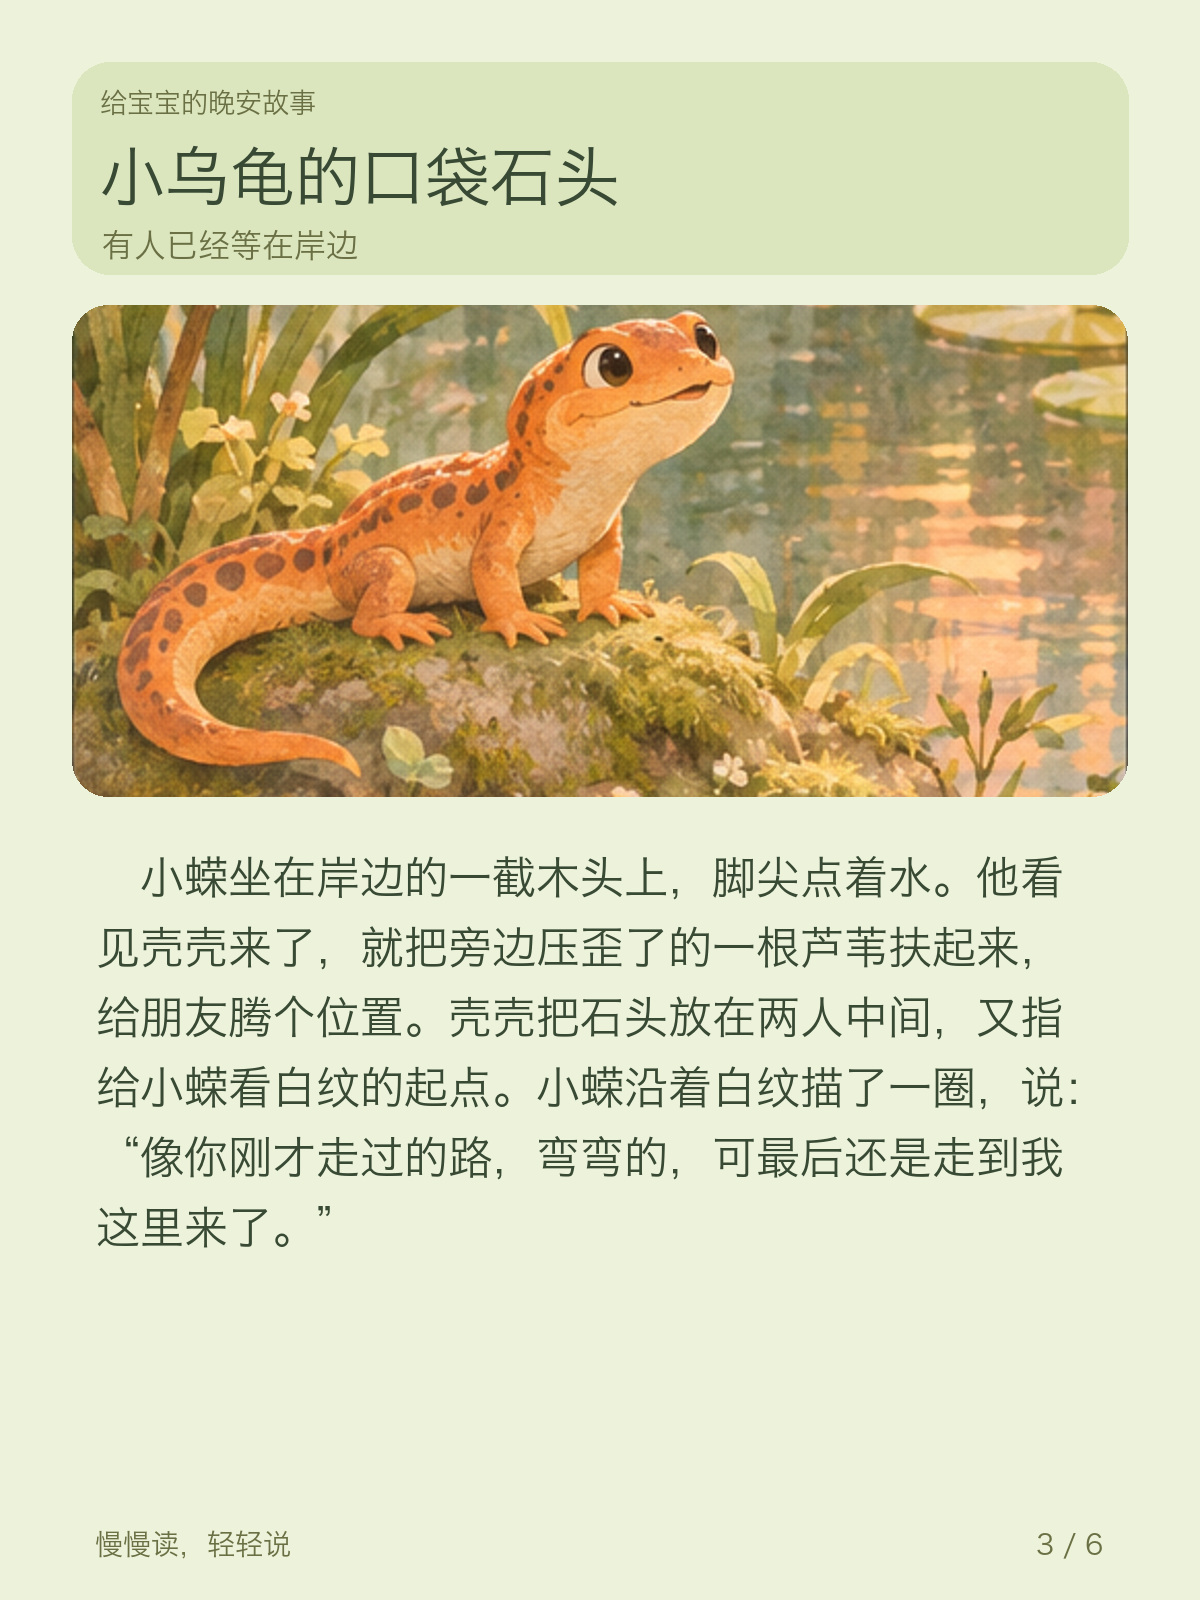 给宝宝的晚安故事
小乌龟的口袋石头
有人已经等在岸边
小蝾坐在岸边的一截木头上，脚尖点着水。他看
见壳壳来了，就把旁边压歪了的一根芦苇扶起来，
给朋友腾个位置。壳壳把石头放在两人中间，又指
给小蝾看白纹的起点。小蝾沿着白纹描了一圈，说：
“像你刚才走过的路，弯弯的，可最后还是走到我
这里来了。”
慢慢读，轻轻说
3 / 6